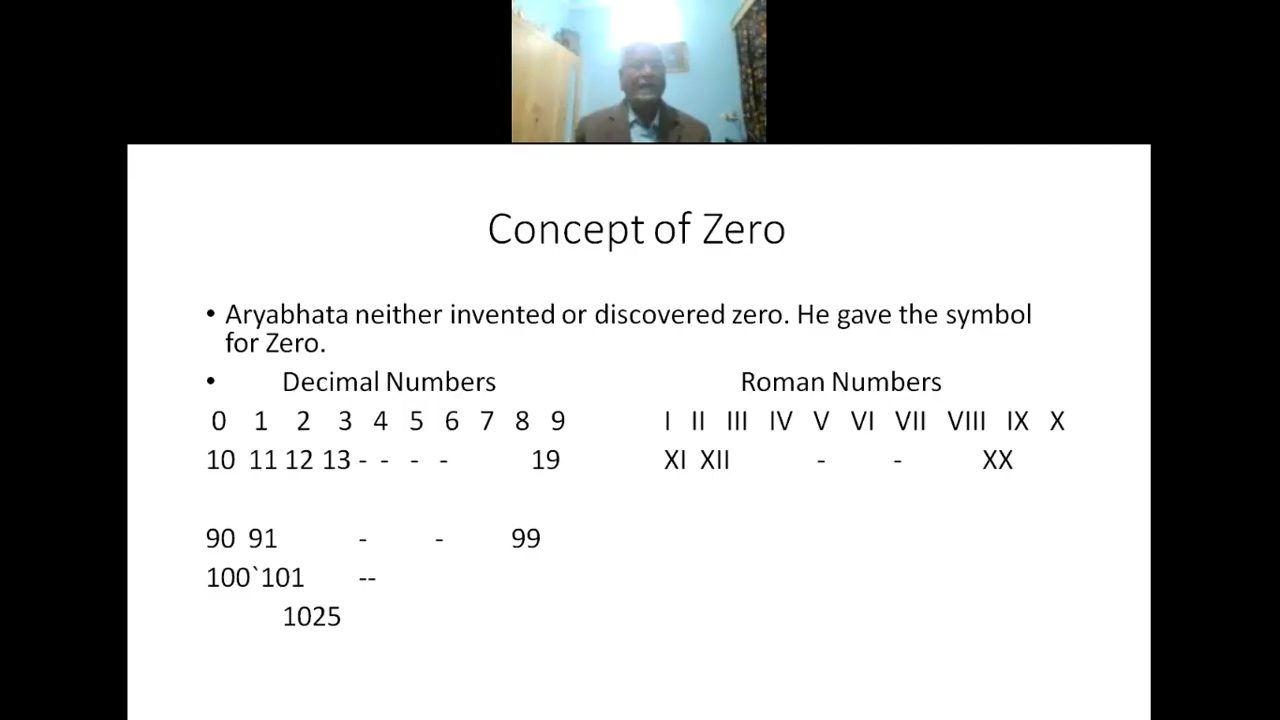 Concept of Zero
• Aryabhata neither invented or discovered zero. He gave the symbol
for Zero.
• Decimal Numbers Roman Numbers
0 1 2 3 4 5 6 7 8 9 I II III IV V VI VII VIII IX X
10 11 12 13 - - - - 19 XI XII - - XX
90 91 - - 99
100`101 --
1025